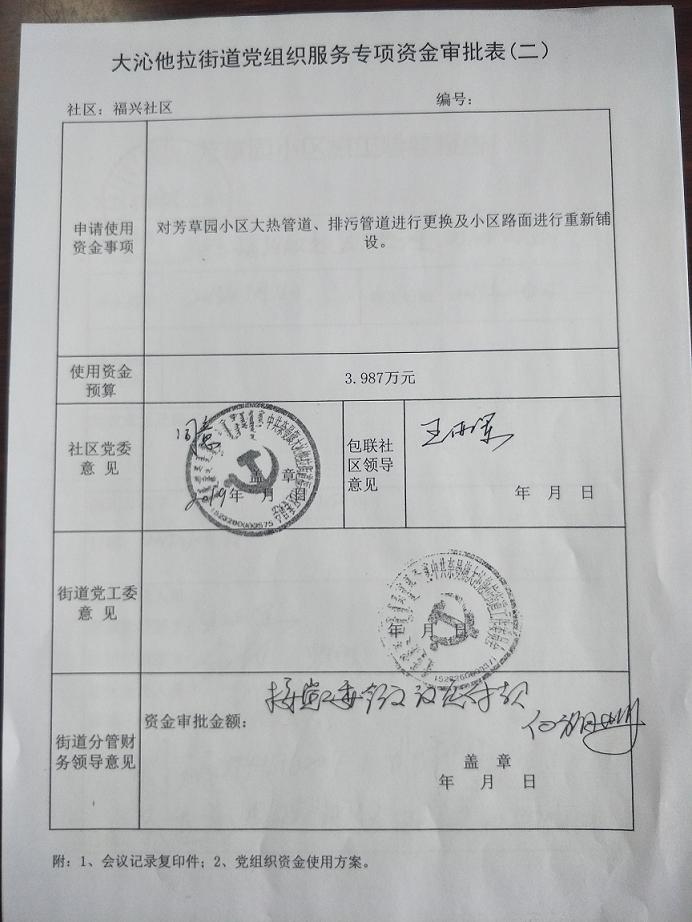 大沁他拉街道党组织服务专项资金审批表(二)
社区：福兴社区 编号：
申请使用
资金事项
对芳草园小区大热管道、排污管道进行更换及小区路面进行重新铺
设。
使用资金
预算
3.987万元
社区党委
意 见
同意
盖 章
2019年 月 日
包联社
区领导
意见
年 月 日
街道党工委
意 见
年 月 日
街道分管财
务领导意见
资金审批金额：
盖 章
年 月 日
附：1、会议记录复印件；2、党组织资金使用方案。